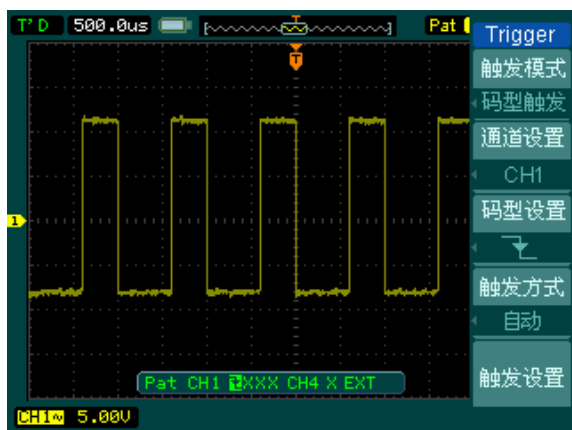 T'D 500.0us Pat
T
Trigger
触发模式
码型触发
通道设置
CH1
码型设置
触发方式
自动
触发设置
1
Pat CH1 XXX CH4 X EXT
CH1~ 5.00V